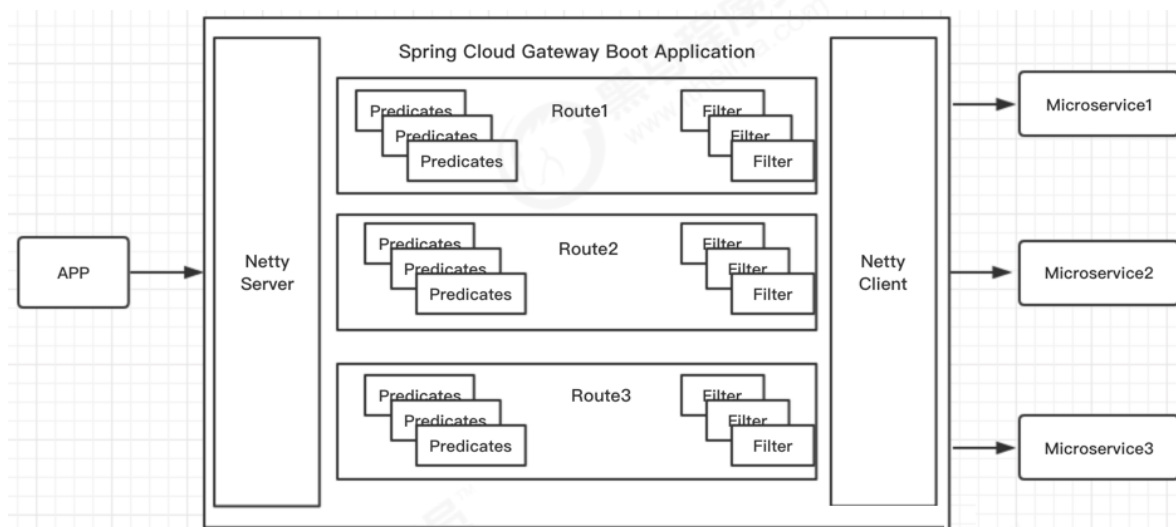 Spring Cloud Gateway Boot Application
APP
Netty
Server
Predicates
Predicates
Predicates
Route1
Filter
Filter
Filter
Predicates
Predicates
Predicates
Route2
Filter
Filter
Filter
Predicates
Predicates
Predicates
Route3
Filter
Filter
Filter
Netty
Client
Microservice1
Microservice2
Microservice3